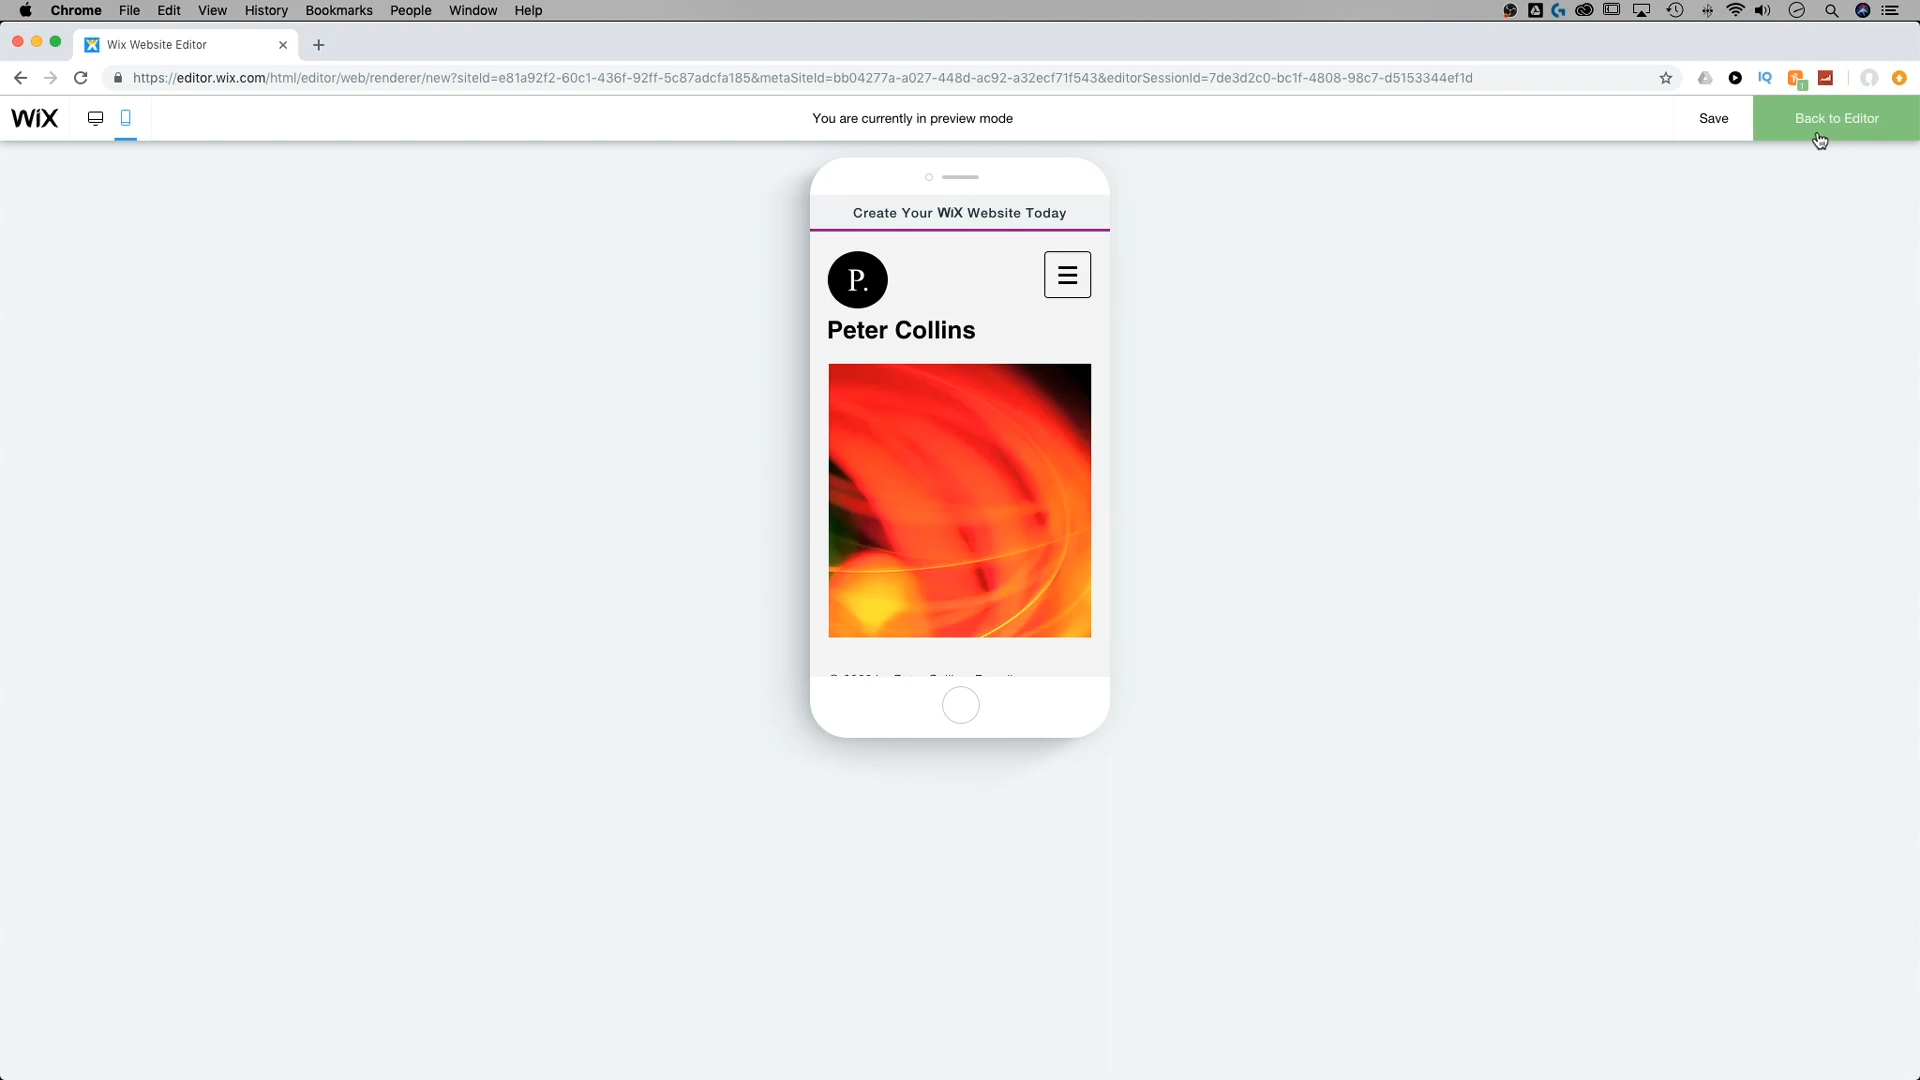 Chrome File Edit View History Bookmarks People Window Help
Wix Website Editor
https://editor.wix.com/html/editor/web/renderer/new?siteId=e81a92f2-60c1-436f-92ff-5c87adcfa185&metaSiteId=bb04277a-a027-448d-ac92-a32ecf71f543&editorSessionId=7de3d2c0-bc1f-4808-98c7-d5153344ef1d
IQ
1
WiX
You are currently in preview mode
Save
Back to Editor
Create Your WiX Website Today
P.
Peter Collins